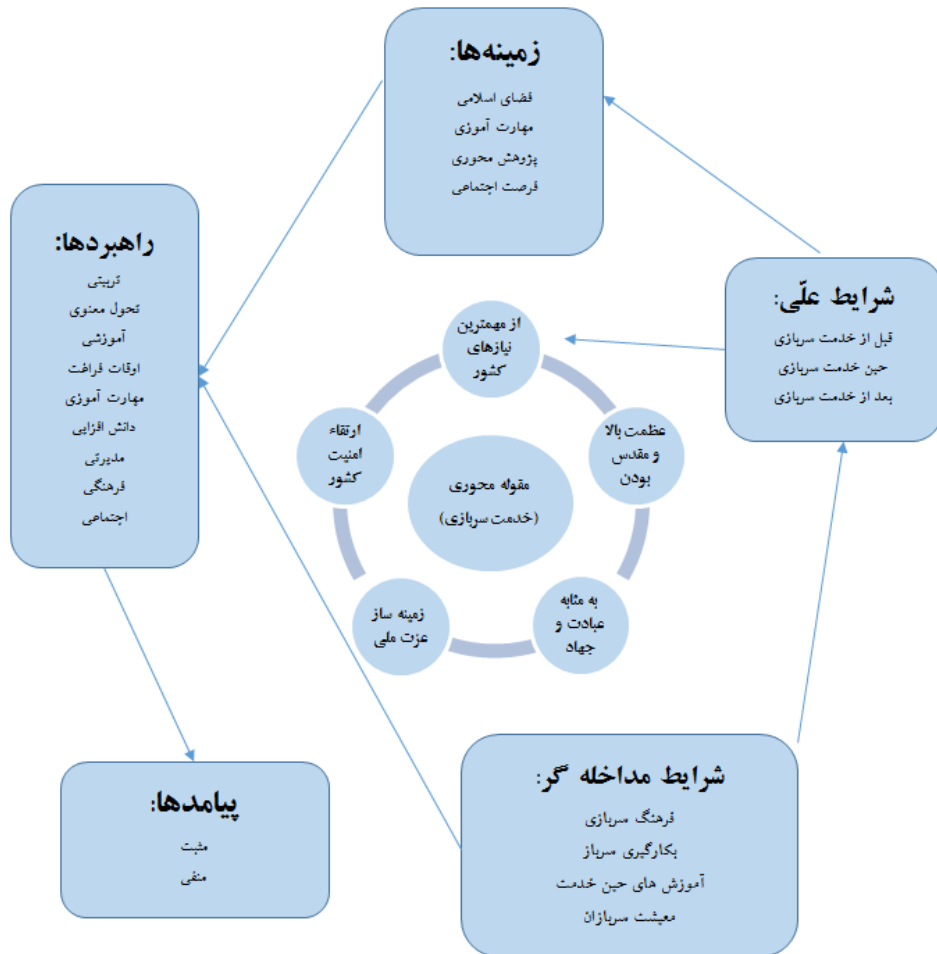 زمینه‌ها:
فضای اسلامی
مهارت آموزی
پژوهش محوری
فرصت اجتماعی
شرایط علّی:
قبل از خدمت سربازی
حین خدمت سربازی
بعد از خدمت سربازی
راهبردها:
تربیتی
تحول معنوی
آموزشی
اوقات فراغت
مهارت آموزی
دانش افزایی
مدیرتی
فرهنگی
اجتماعی
از مهمترین
نیازهای
کشور
عظمت بالا
و مقدس
بودن
به مثابه
عبادت و
جهاد
زمینه ساز
عزت ملی
ارتقاء
امنیت
کشور
مقوله محوری
(خدمت سربازی)
شرایط مداخله گر:
فرهنگ سربازی
بکارگیری سرباز
آموزش های حین خدمت
معیشت سربازان
پیامدها:
مثبت
منفی